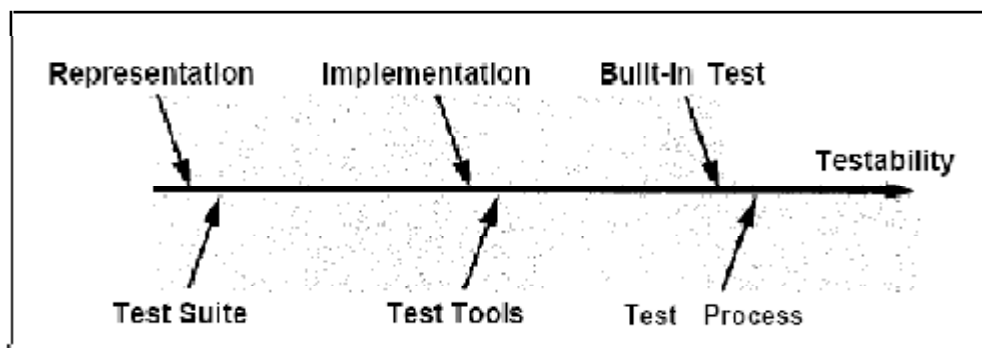 Representation Implementation Built-In Test
Testability
Test Suite Test Tools Test Process